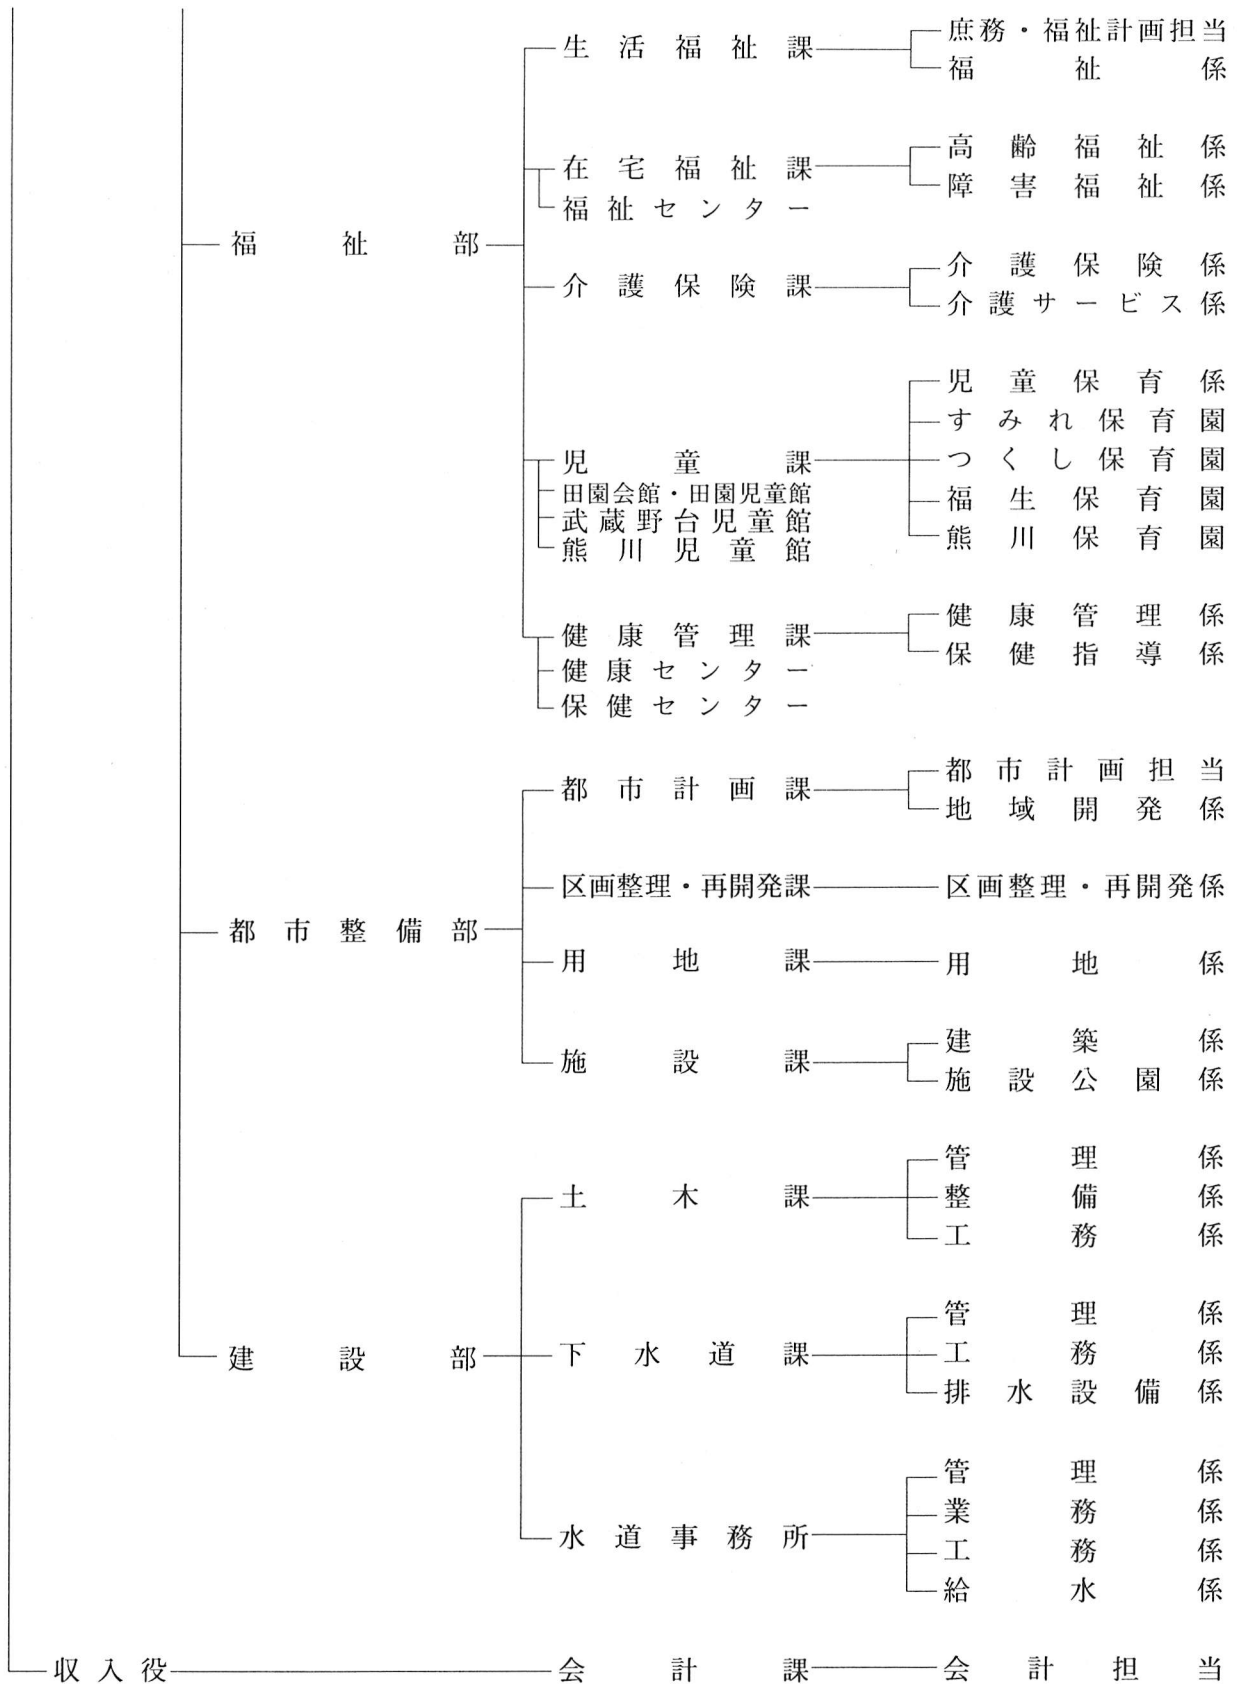 生活福祉課 庶務・福祉計画担当
福祉係
在宅福祉課 高齢福祉係
障害福祉係
福祉センター
福祉部
介護保険課 介護保険係
介護サービス係
児童保育係
すみれ保育園
児童課 つくし保育園
田園会館・田園児童館 福生保育園
武蔵野台児童館
熊川児童館 熊川保育園
健康管理課 健康管理係
保健指導係
健康センター
保健センター
都市計画課 都市計画担当
地域開発係
区画整理・再開発課 区画整理・再開発係
都市整備部
用地課 用地係
施設課 建築係
施設公園係
管理係
土木課 整備係
工務係
管理係
建設部 下水道課 工務係
排水設備係
管理係
業務係
水道事務所 工務係
給水係
収入役 会計課 会計担当